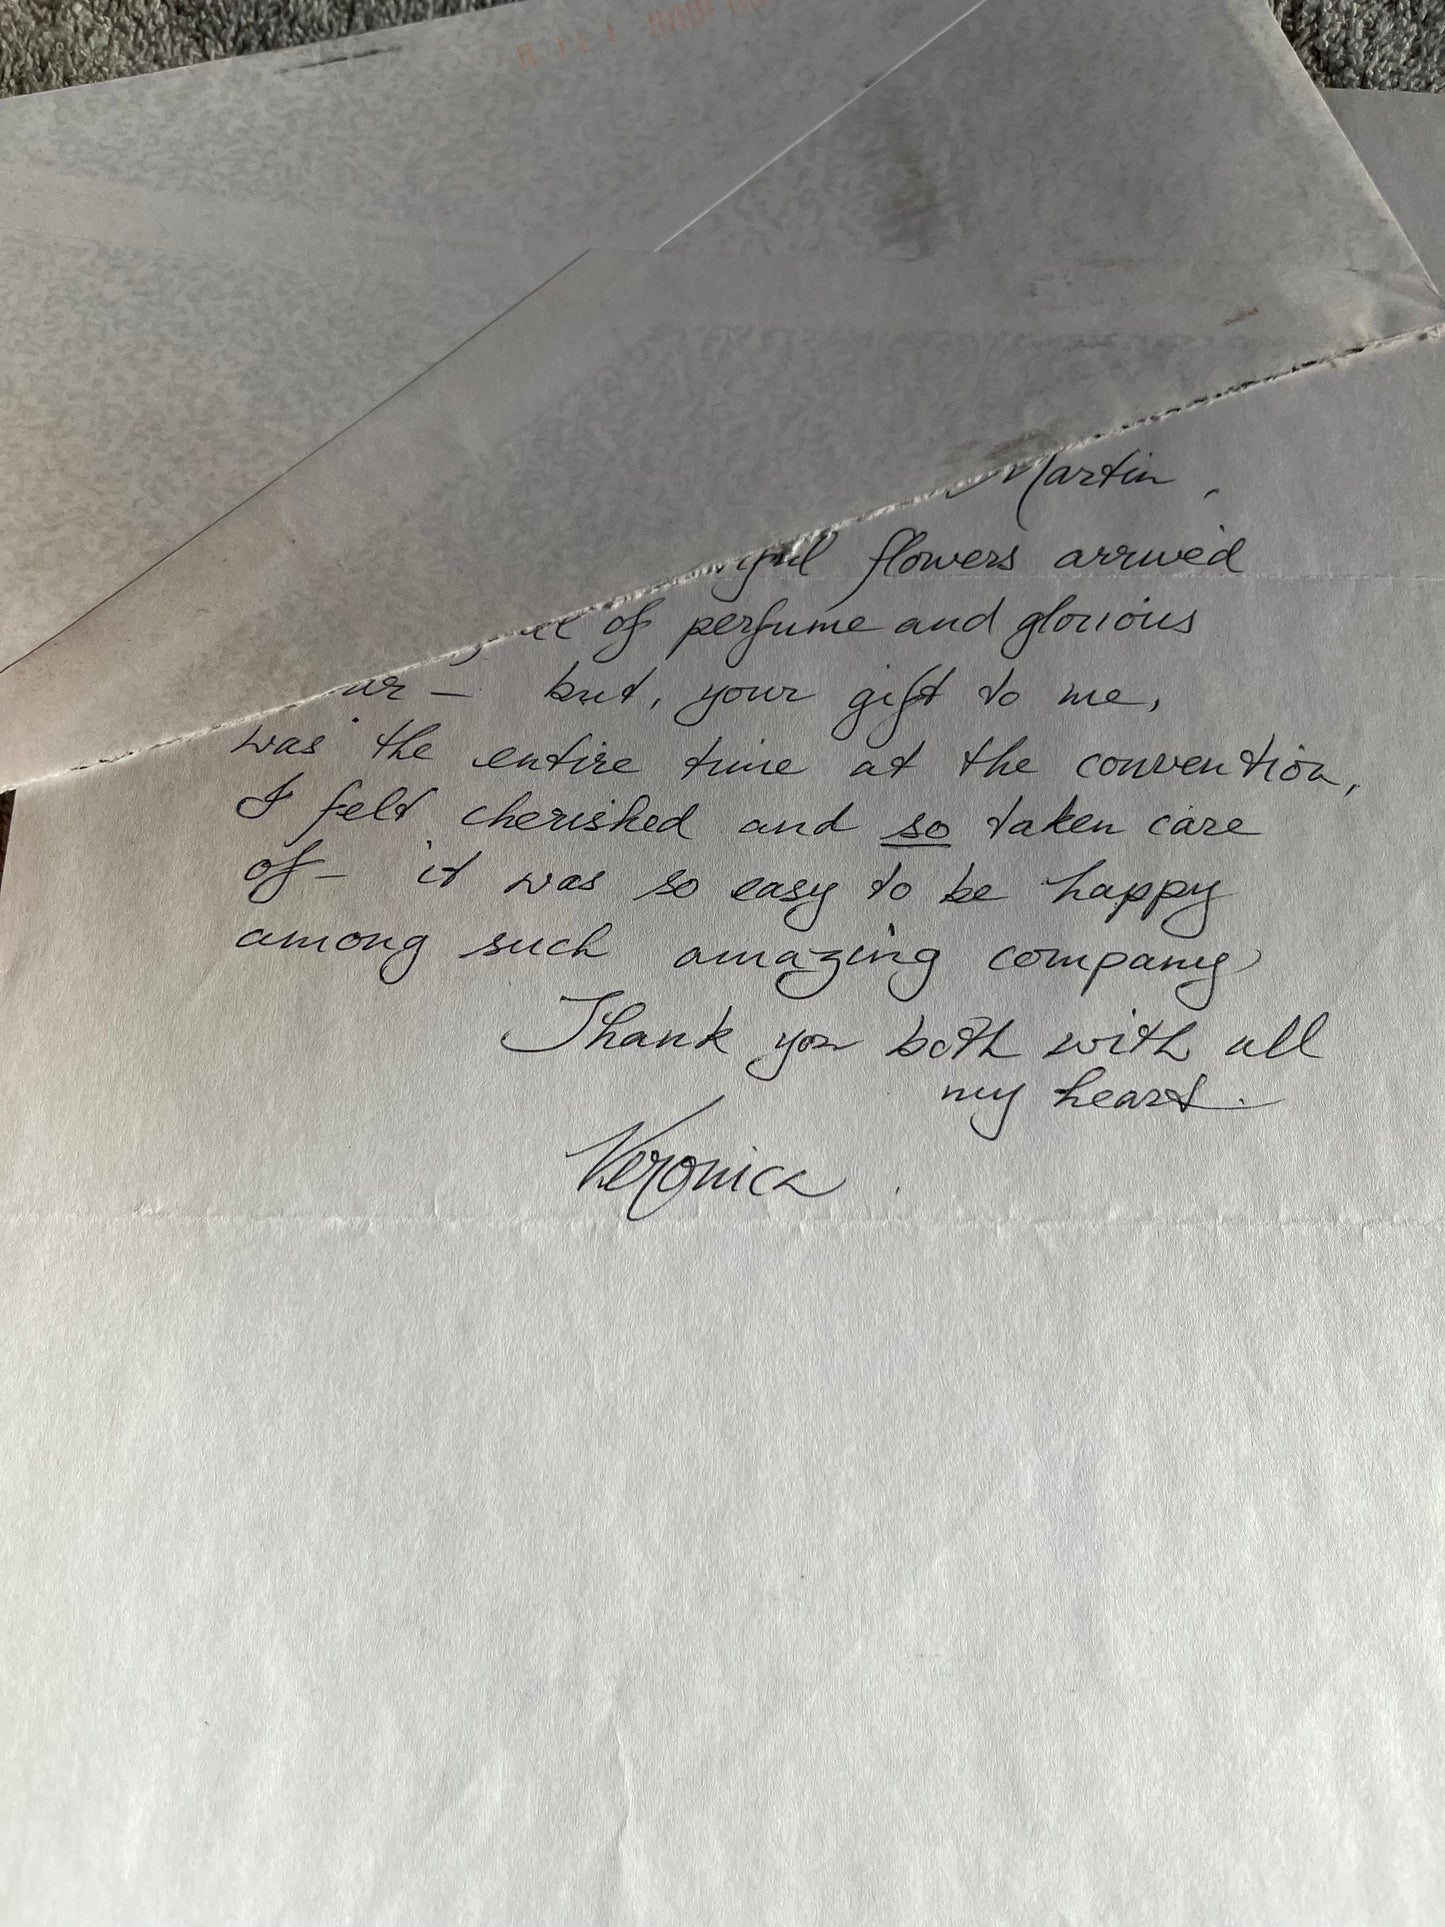 Martin,
flowers arrived
of perfume and glorious
– but, your gift to me,
was the entire time at the convention,
I felt cherished and so taken care
of – it was so easy to be happy
among such amazing company
Thank you both with all
my heart.
Veronica.